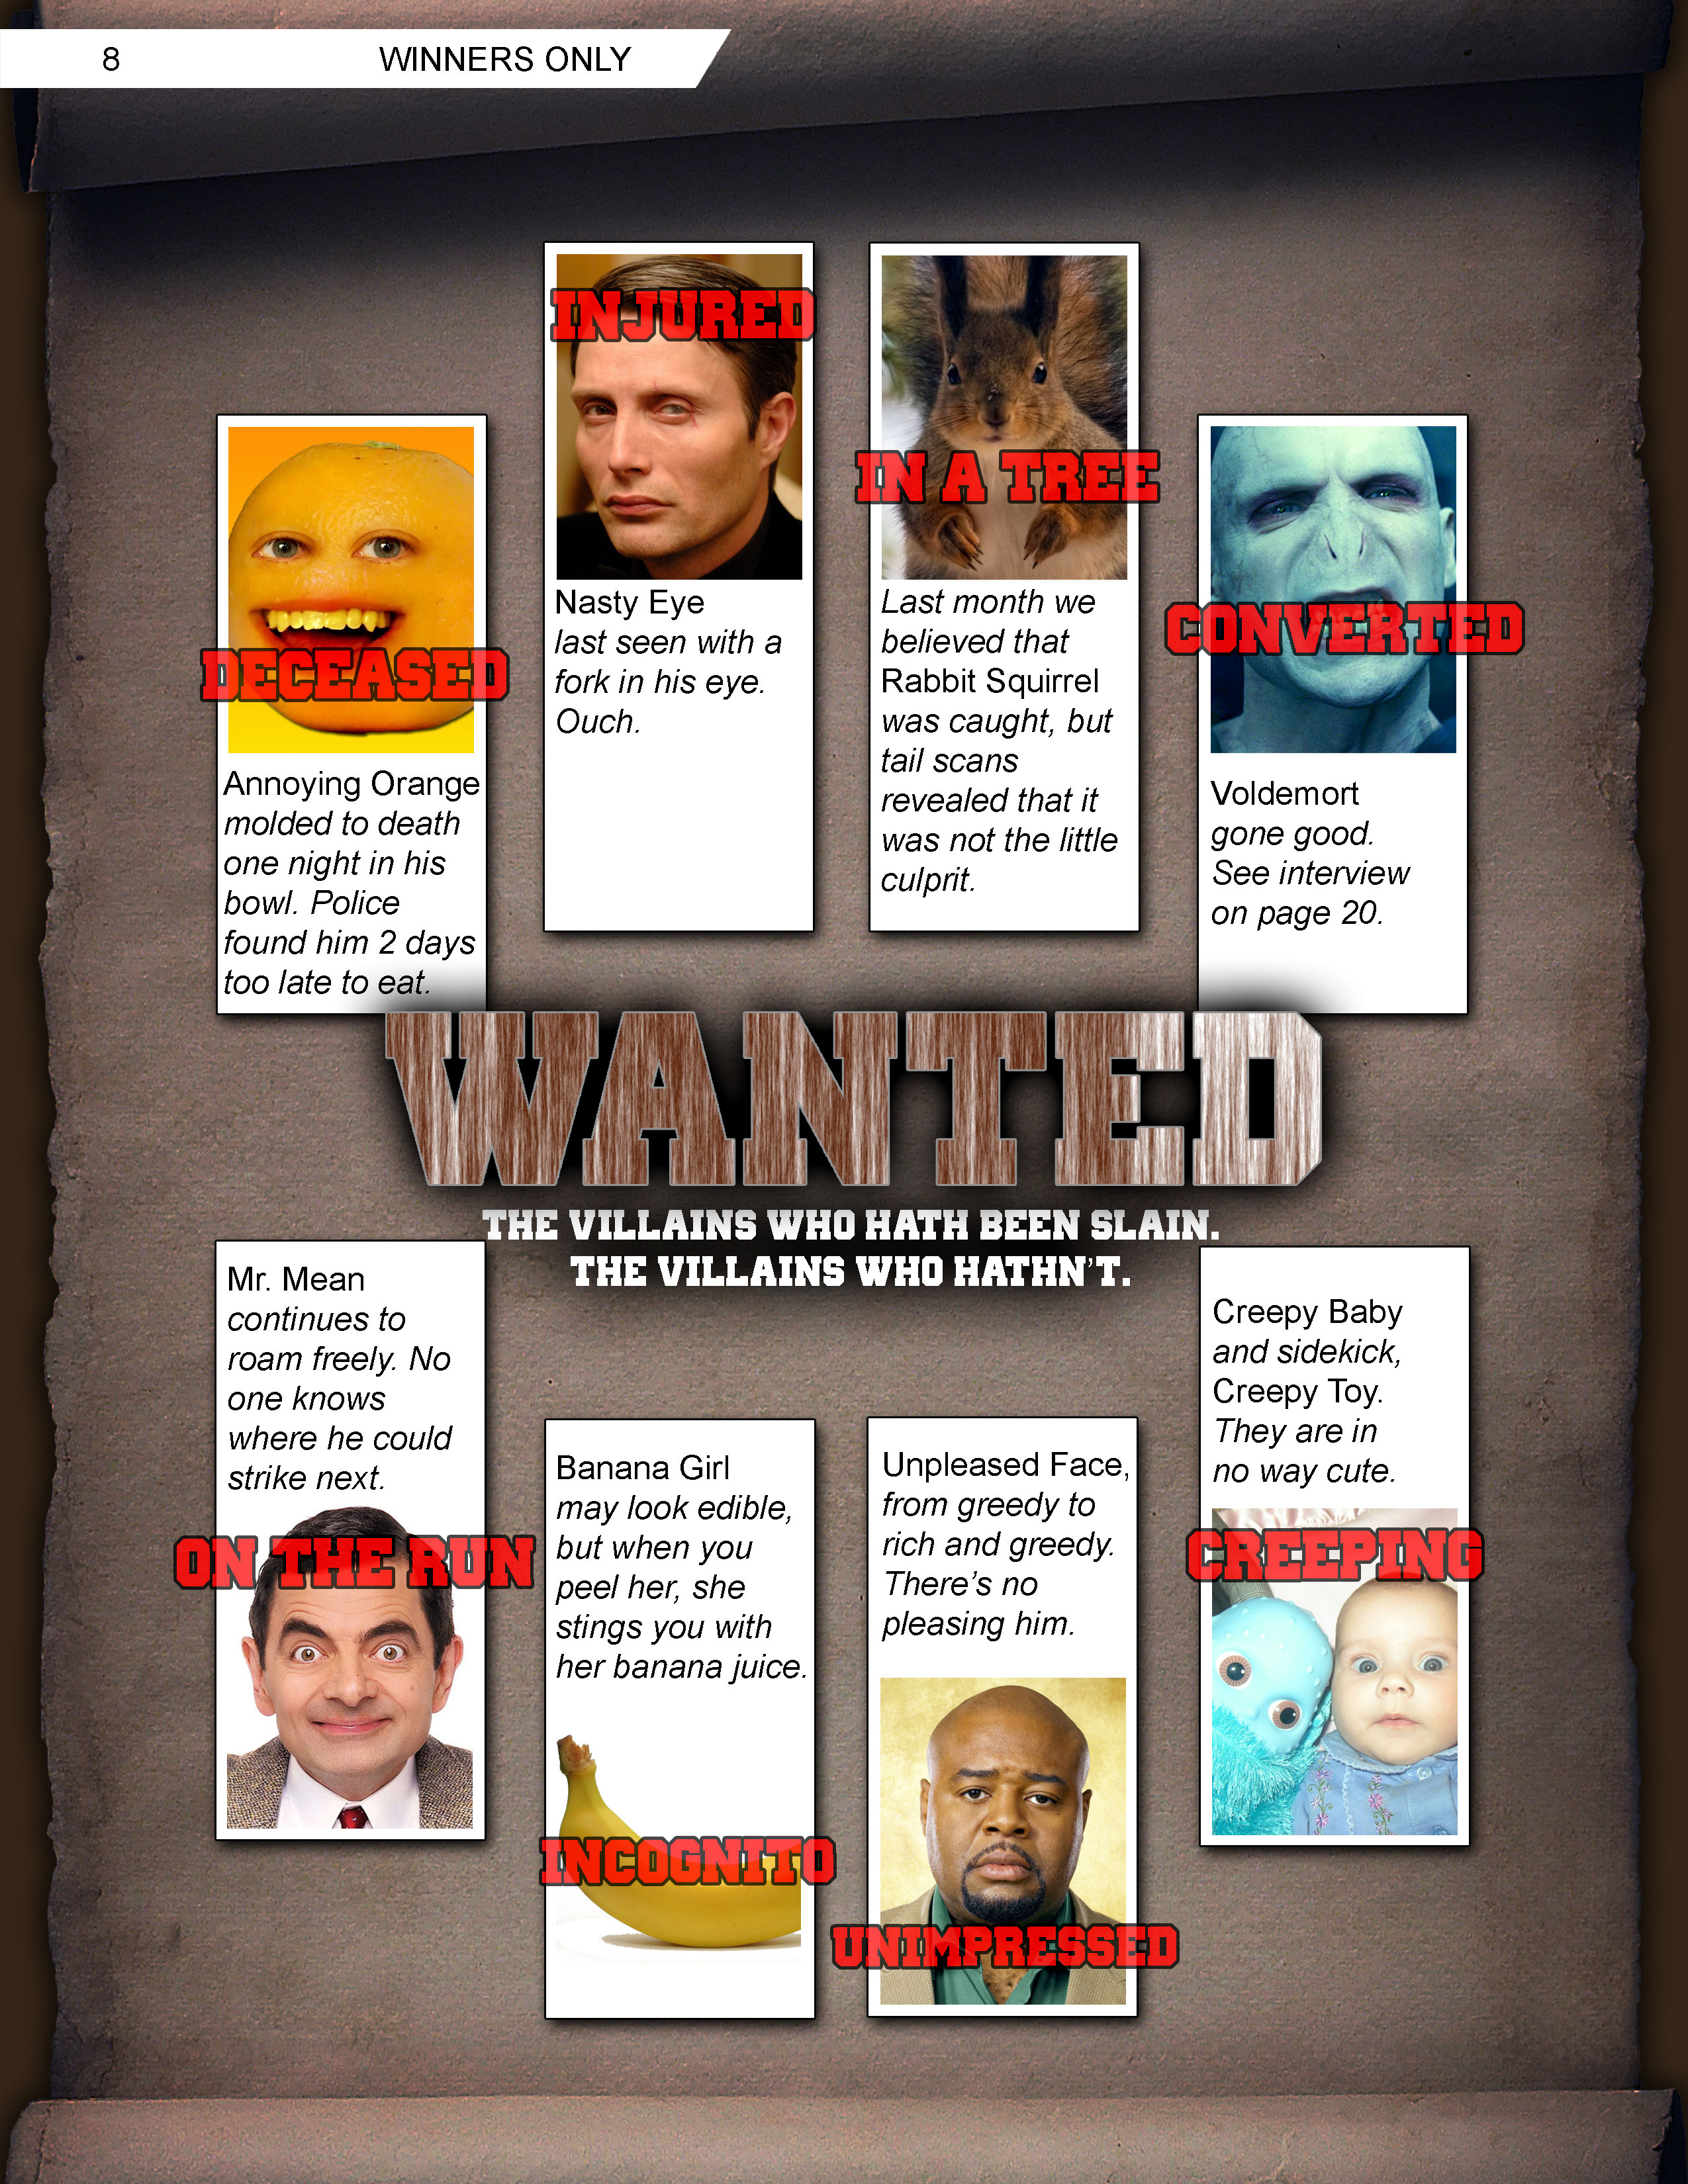 8 WINNERS ONLY
DECEASED
Annoying Orange
molded to death
one night in his
bowl. Police
found him 2 days
too late to eat.
INJURED
Nasty Eye
last seen with a
fork in his eye.
Ouch.
IN A TREE
Last month we
believed that
Rabbit Squirrel
was caught, but
tail scans
revealed that it
was not the little
culprit.
CONVERTED
Voldemort
gone good.
See interview
on page 20.
WANTED
THE VILLAINS WHO HATH BEEN SLAIN.
THE VILLAINS WHO HATHN'T.
Mr. Mean
continues to
roam freely. No
one knows
where he could
strike next.
ON THE RUN
Banana Girl
may look edible,
but when you
peel her, she
stings you with
her banana juice.
INCOGNITO
Unpleased Face,
from greedy to
rich and greedy.
There's no
pleasing him.
UNIMPRESSED
Creepy Baby
and sidekick,
Creepy Toy.
They are in
no way cute.
CREEPING